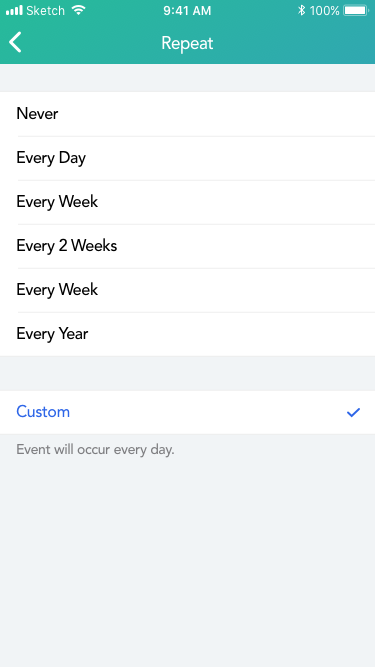 Sketch 9:41 AM 100%
Repeat
Never
Every Day
Every Week
Every 2 Weeks
Every Week
Every Year
Custom
Event will occur every day.